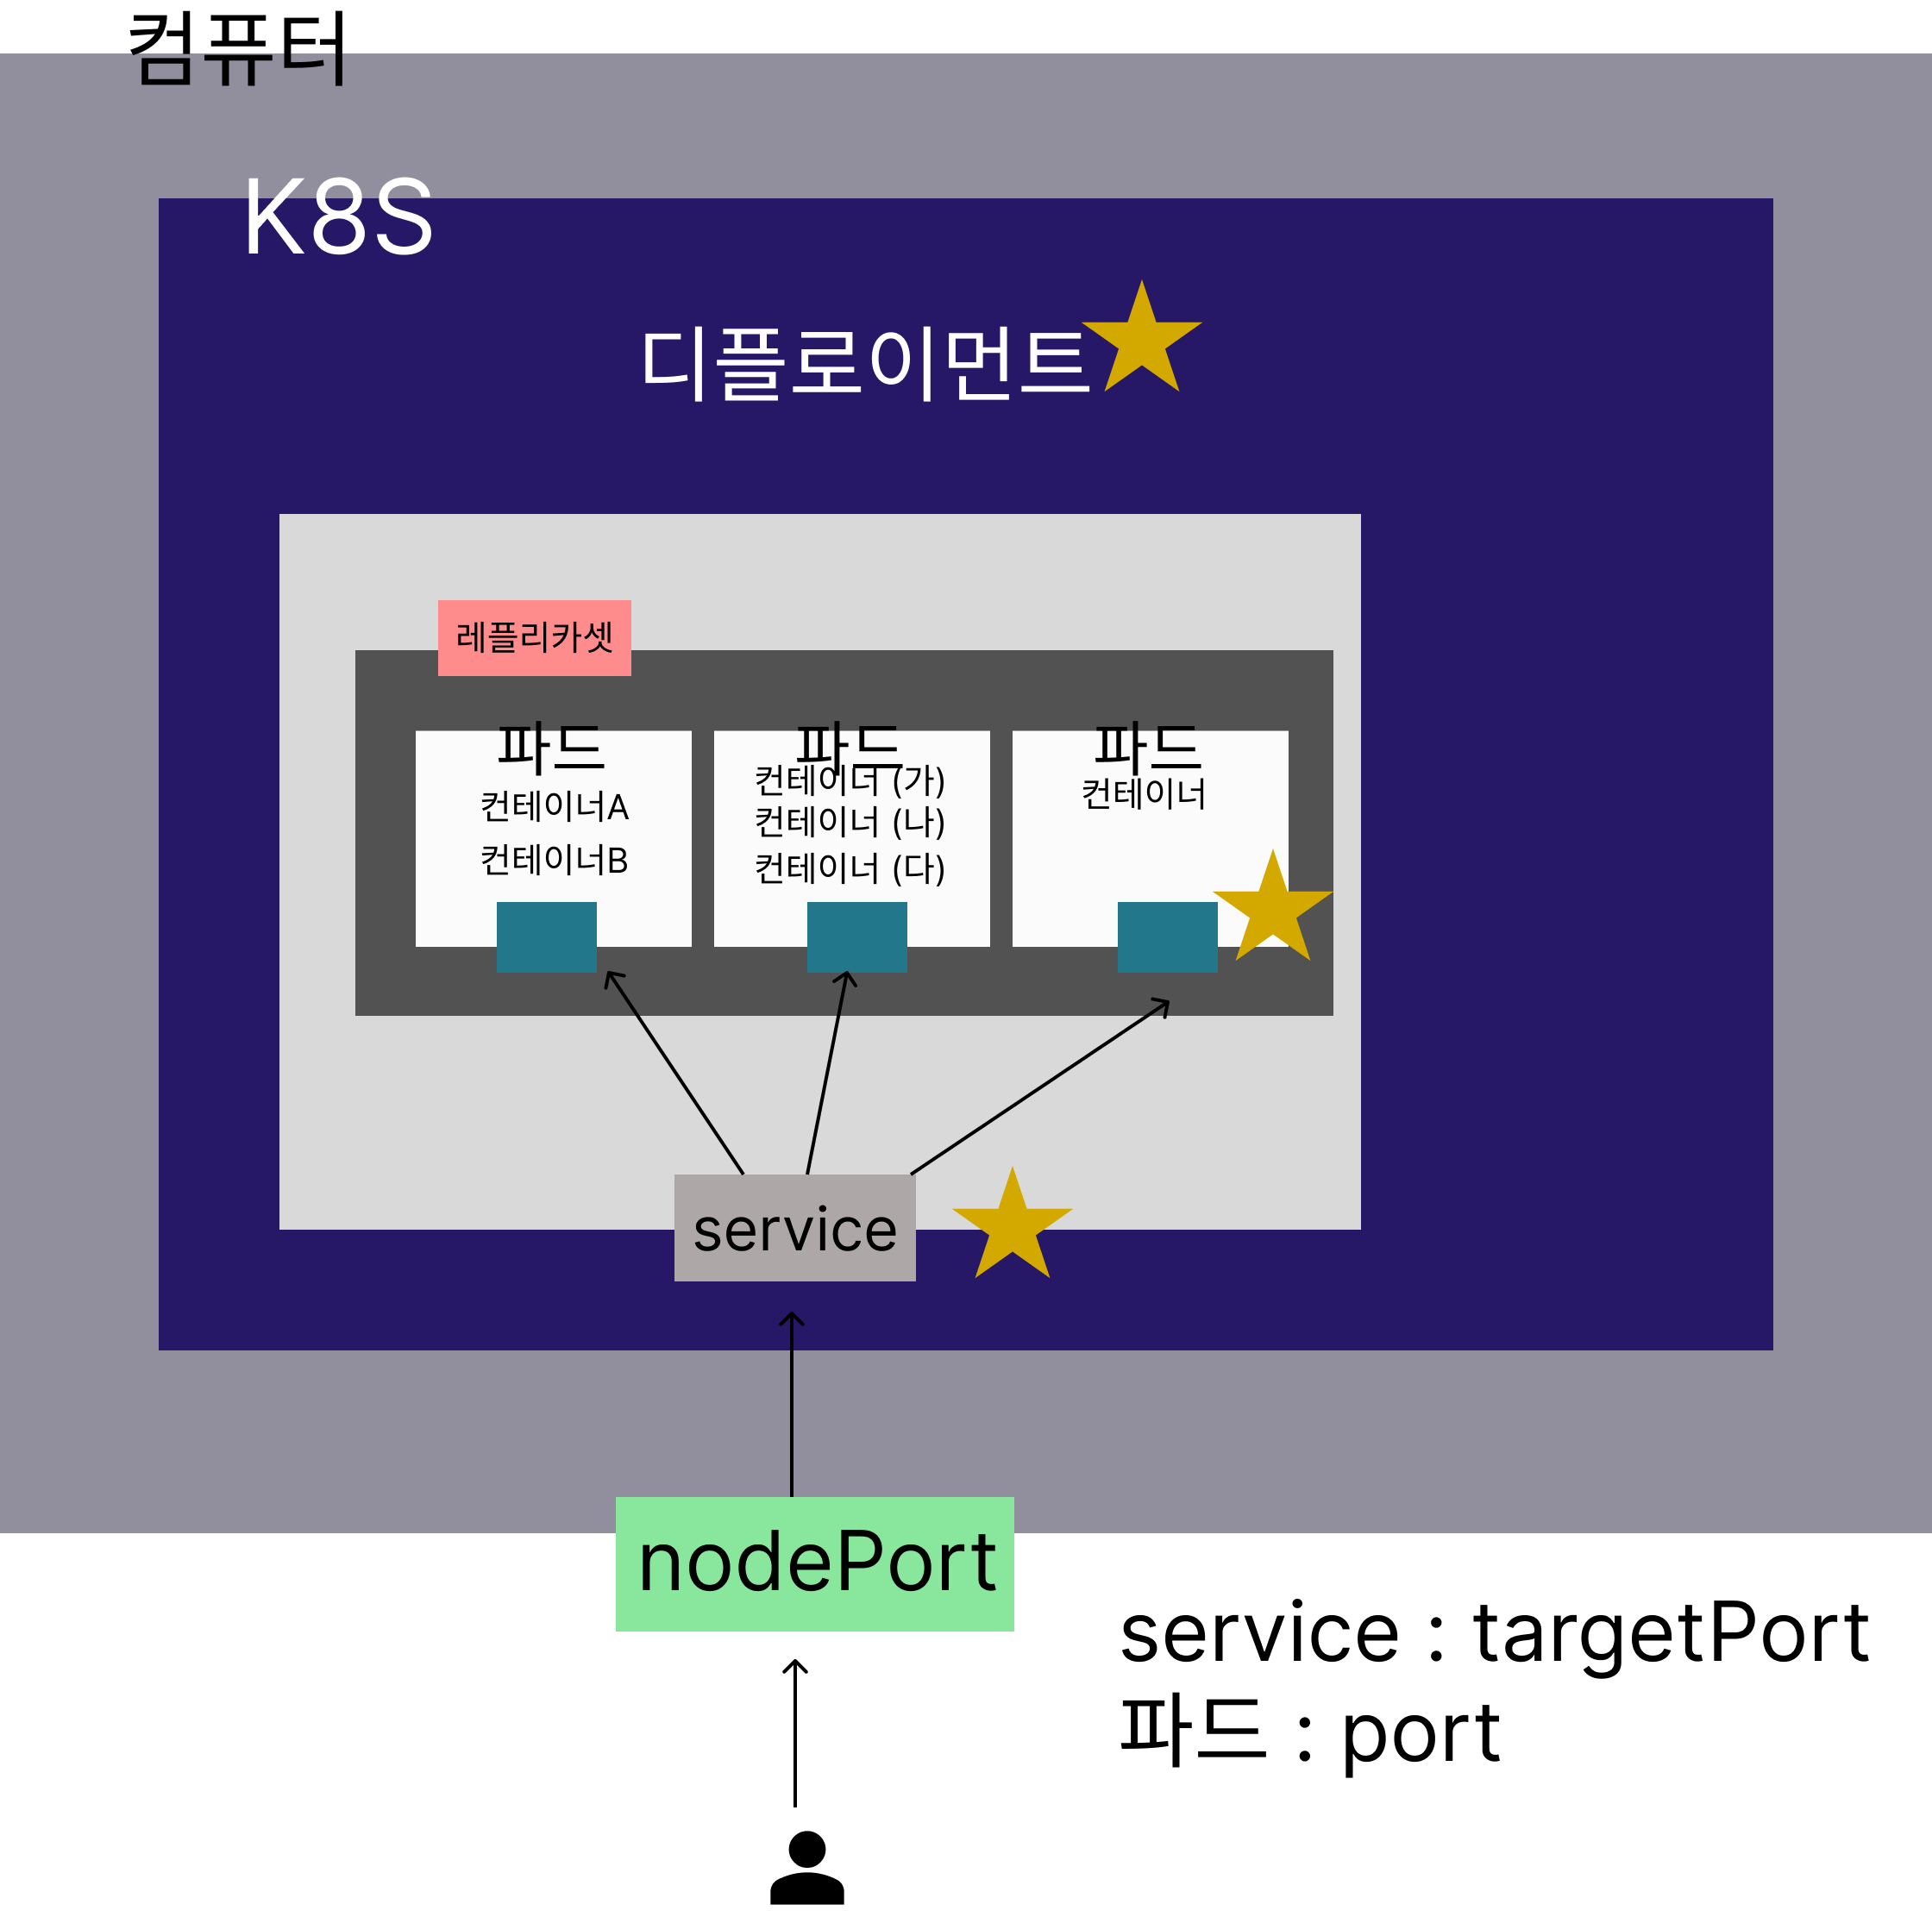 컴퓨터
K8S
디플로이먼트
레플리카셋
파드
컨테이너A
컨테이너B
파드
컨테이너 (가)
컨테이너 (나)
컨테이너 (다)
파드
컨테이너
service
nodePort
service : targetPort
파드 : port